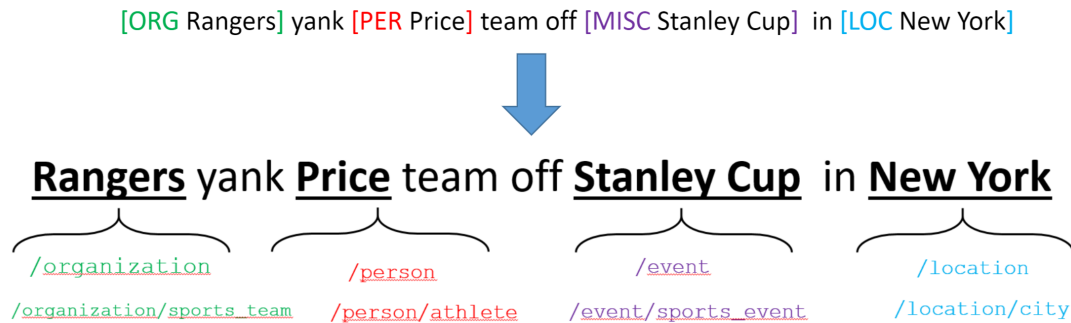 [ORG Rangers] yank [PER Price] team off [MISC Stanley Cup] in [LOC New York]
Rangers yank Price team off Stanley Cup in New York
/organization /person /event /location
/organization/sports_team /person/athlete /event/sports_event /location/city